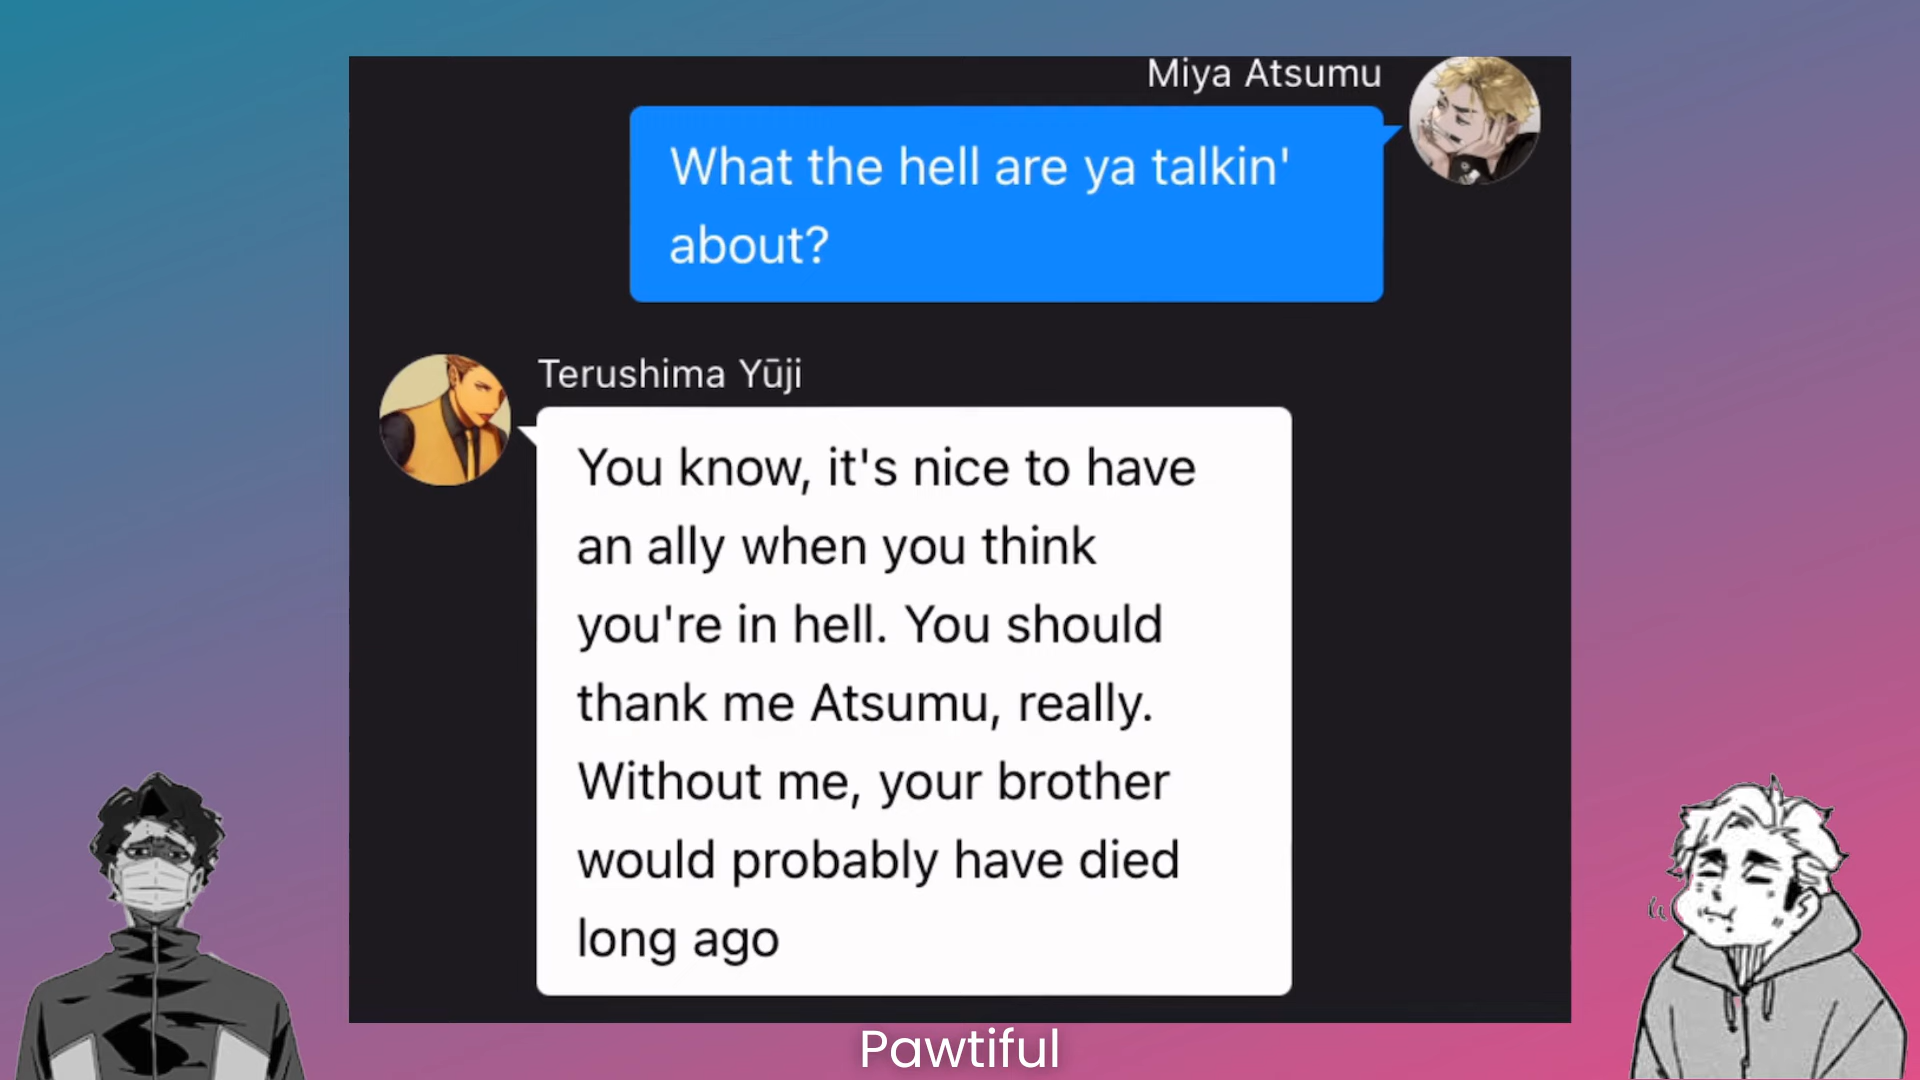 Miya Atsumu
What the hell are ya talkin'
about?
Terushima Yūji
You know, it's nice to have
an ally when you think
you're in hell. You should
thank me Atsumu, really.
Without me, your brother
would probably have died
long ago
Pawtiful